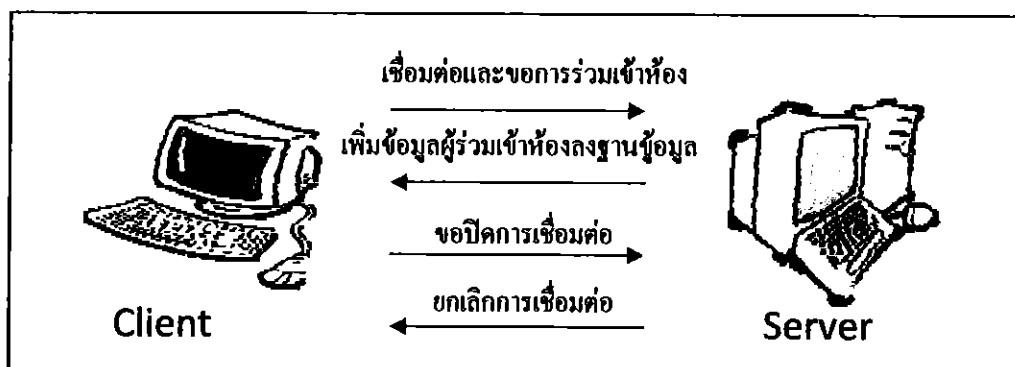 เชื่อมต่อและขอการร่วมเข้าห้อง
เพิ่มข้อมูลผู้ร่วมเข้าห้องลงฐานข้อมูล
ขอปิดการเชื่อมต่อ
ยกเลิกการเชื่อมต่อ
Client
Server